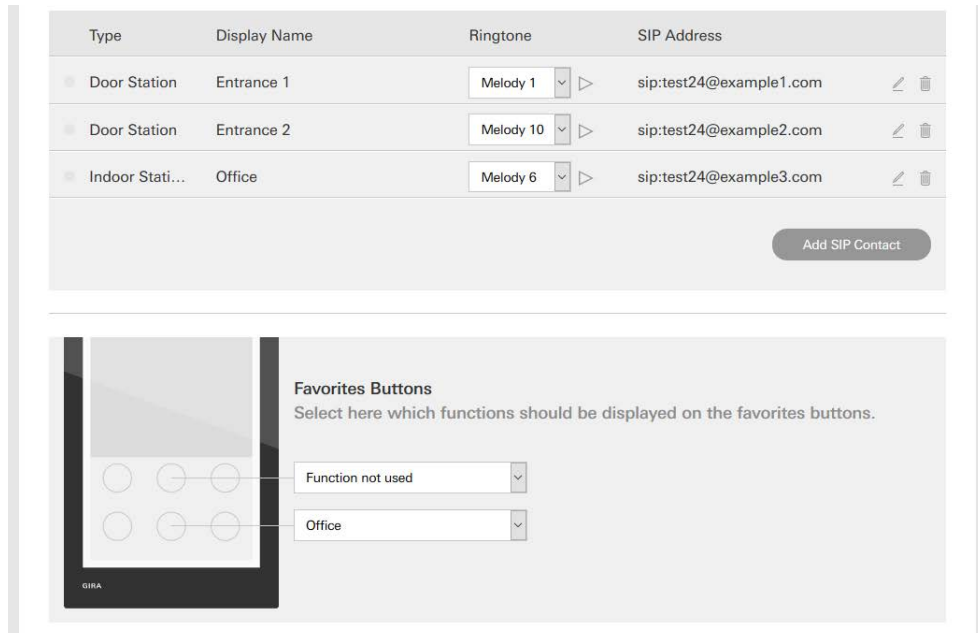 Type Display Name Ringtone SIP Address
Door Station Entrance 1 Melody 1 sip:test24@example1.com
Door Station Entrance 2 Melody 10 sip:test24@example2.com
Indoor Stati... Office Melody 6 sip:test24@example3.com
Add SIP Contact
Favorites Buttons
Select here which functions should be displayed on the favorites buttons.
Function not used
Office
GIRA